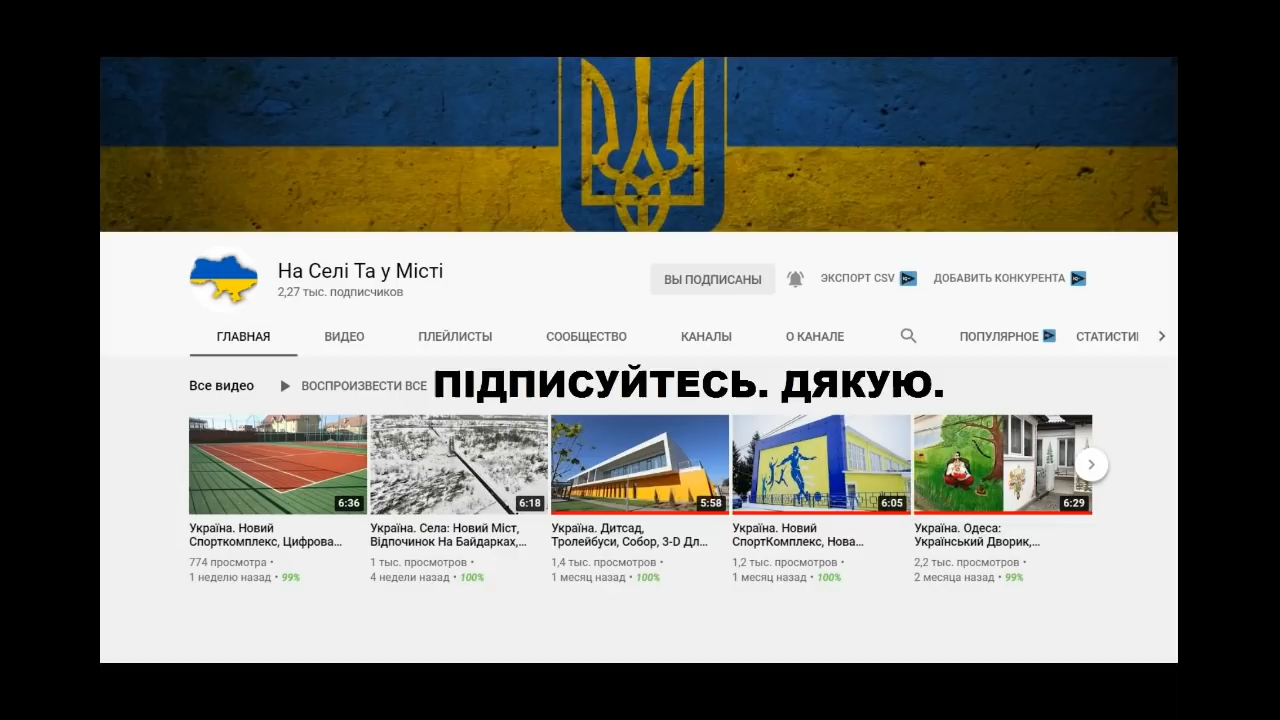 На Селі Та у Місті
2,27 тыс. подписчиков
ВЫ ПОДПИСАНЫ
ЭКСПОРТ CSV
ДОБАВИТЬ КОНКУРЕНТА
ГЛАВНАЯ
ВИДЕО
ПЛЕЙЛИСТЫ
СООБЩЕСТВО
КАНАЛЫ
О КАНАЛЕ
ПОПУЛЯРНОЕ
СТАТИСТИ
Все видео
ВОСПРОИЗВЕСТИ ВСЕ
ПІДПИСУЙТЕСЬ. ДЯКУЮ.
6:36
Україна. Новий
Спорткомплекс, Цифрова...
774 просмотра •
1 неделю назад • 99%
6:18
Україна. Села: Новий Міст,
Відпочинок На Байдарках,...
1 тыс. просмотров •
4 недели назад • 100%
5:58
Україна. Дитсад,
Тролейбуси, Собор, 3-D Дл...
1,4 тыс. просмотров •
1 месяц назад • 100%
6:05
Україна. Новий
СпортКомплекс, Нова...
1,2 тыс. просмотров •
1 месяц назад • 100%
6:29
Україна. Одеса:
Український Дворик,...
2,2 тыс. просмотров •
2 месяца назад • 99%